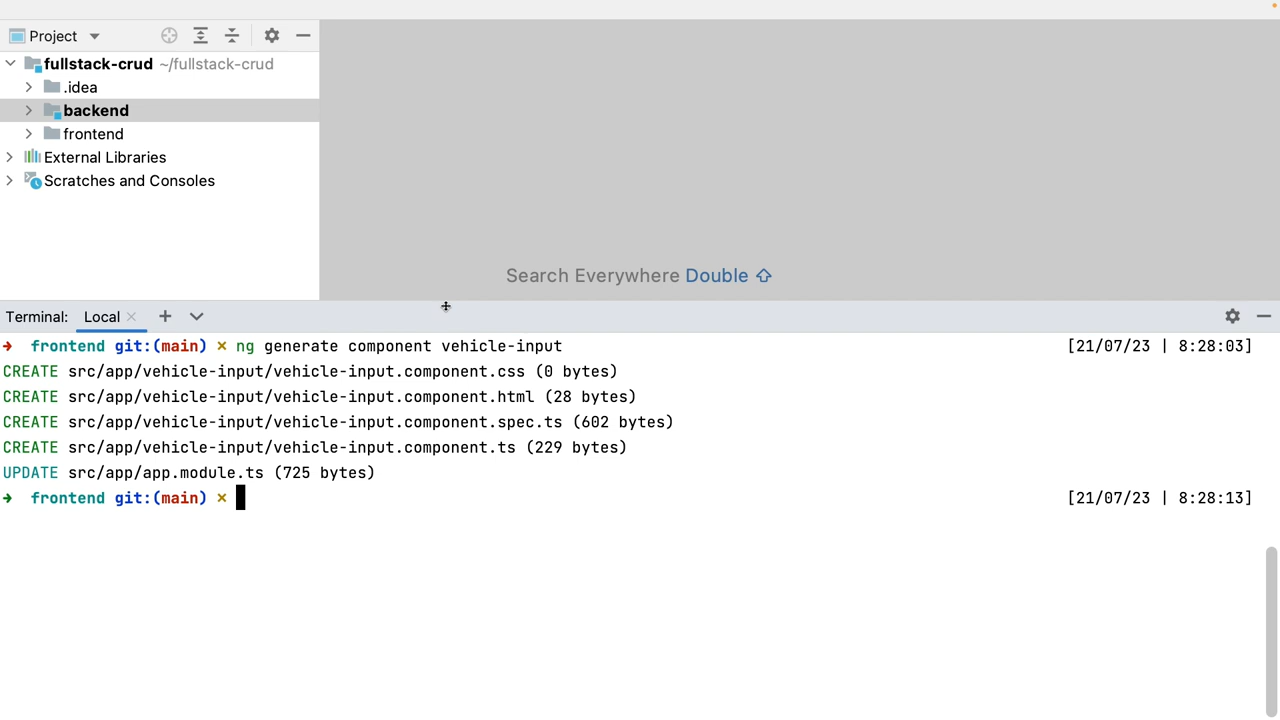 Project
fullstack-crud ~/fullstack-crud
.idea
backend
frontend
External Libraries
Scratches and Consoles
Search Everywhere Double ⇧
Terminal: Local × +
➜ frontend git:(main) × ng generate component vehicle-input [21/07/23 | 8:28:03]
CREATE src/app/vehicle-input/vehicle-input.component.css (0 bytes)
CREATE src/app/vehicle-input/vehicle-input.component.html (28 bytes)
CREATE src/app/vehicle-input/vehicle-input.component.spec.ts (602 bytes)
CREATE src/app/vehicle-input/vehicle-input.component.ts (229 bytes)
UPDATE src/app/app.module.ts (725 bytes)
➜ frontend git:(main) × [21/07/23 | 8:28:13]